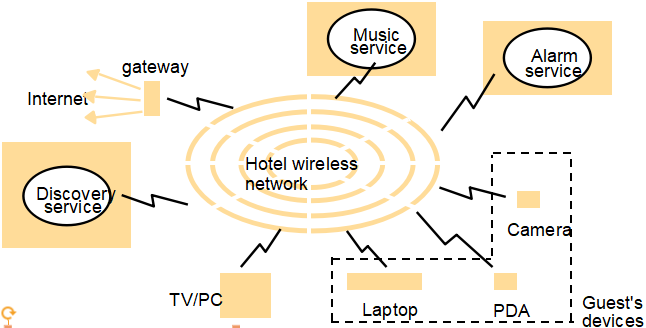 Music
service
Alarm
service
gateway
Internet
Hotel wireless
network
Discovery
service
Camera
TV/PC
Laptop
PDA
Guest's
devices